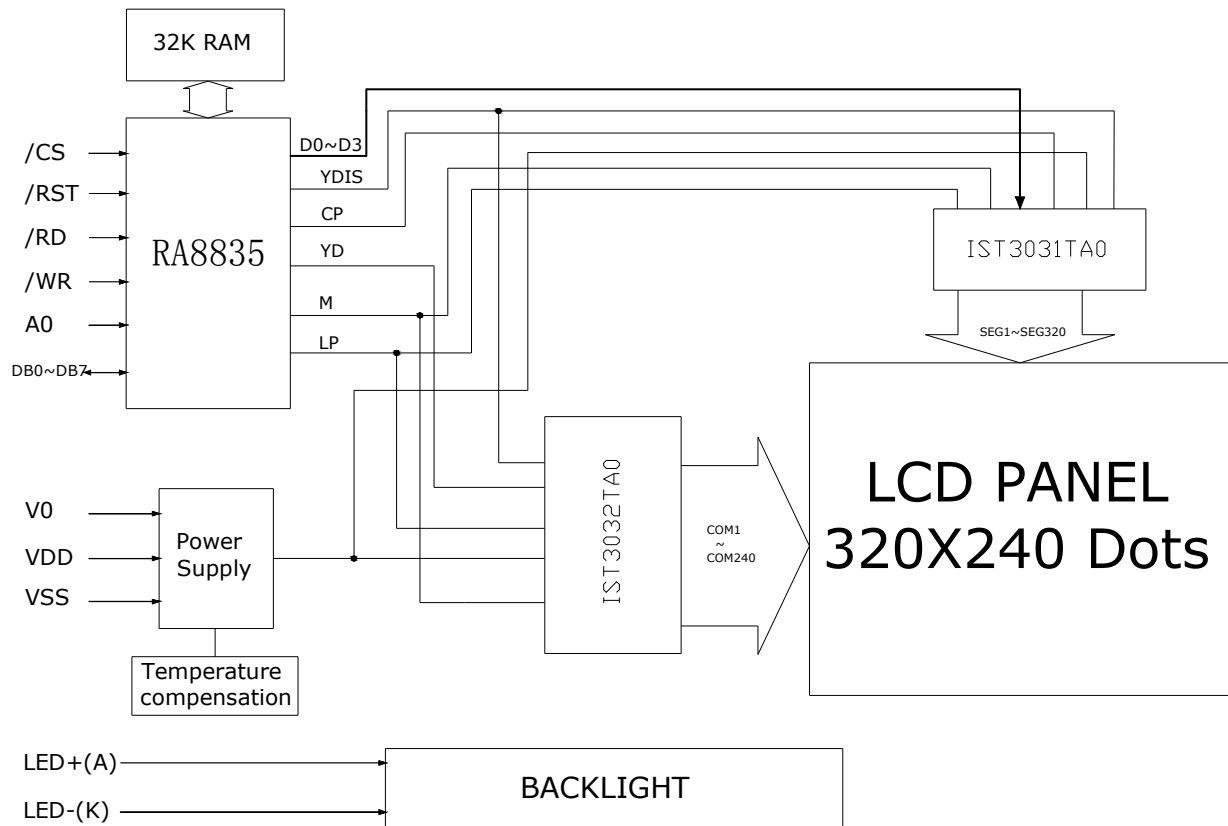 32K RAM
/CS
/RST
/RD
/WR
A0
DB0~DB7
RA8835
D0~D3
YDIS
CP
YD
M
LP
IST3031TA0
SEG1~SEG320
LCD PANEL
320X240 Dots
IST3032TA0
COM1
~
COM240
V0
VDD
VSS
Power
Supply
Temperature
compensation
LED+(A)
LED-(K)
BACKLIGHT